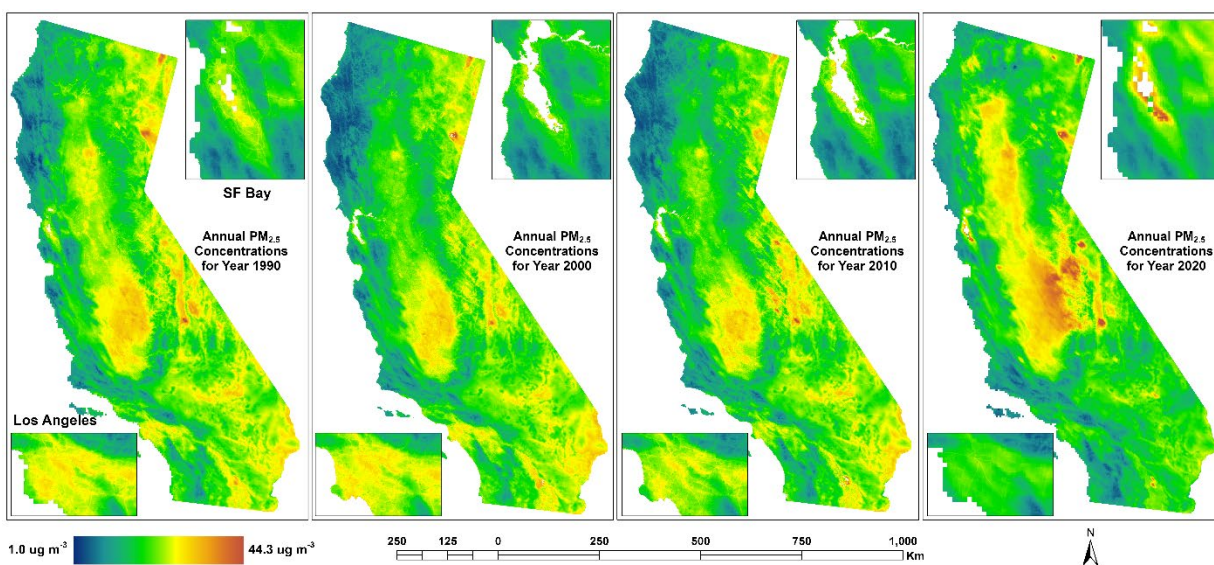 SF Bay
Annual PM2.5
Concentrations
for Year 1990
Los Angeles
Annual PM2.5
Concentrations
for Year 2000
Annual PM2.5
Concentrations
for Year 2010
Annual PM2.5
Concentrations
for Year 2020
1.0 ug m-3 44.3 ug m-3
250 125 0 250 500 750 1,000
Km
N